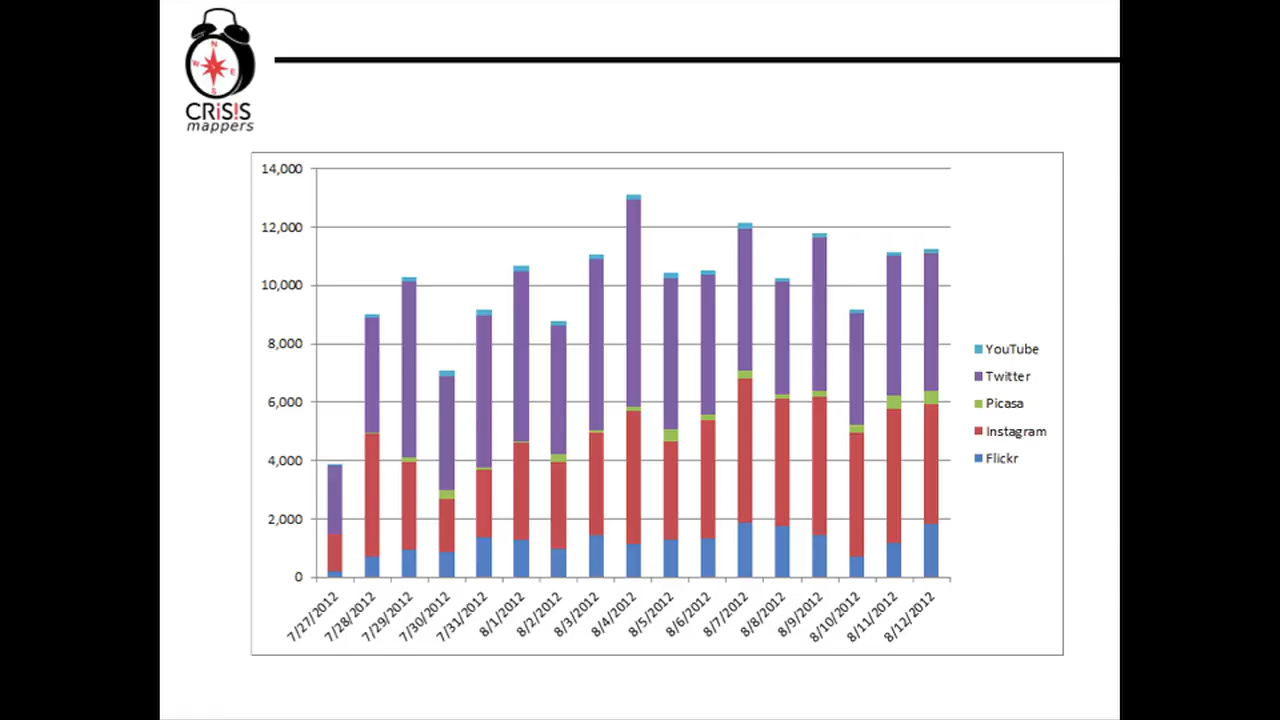 N
W
E
S
CRiS!S
mappers
14,000
12,000
10,000
8,000
6,000
4,000
2,000
0
7/27/2012
7/28/2012
7/29/2012
7/30/2012
7/31/2012
8/1/2012
8/2/2012
8/3/2012
8/4/2012
8/5/2012
8/6/2012
8/7/2012
8/8/2012
8/9/2012
8/10/2012
8/11/2012
8/12/2012
YouTube
Twitter
Picasa
Instagram
Flickr